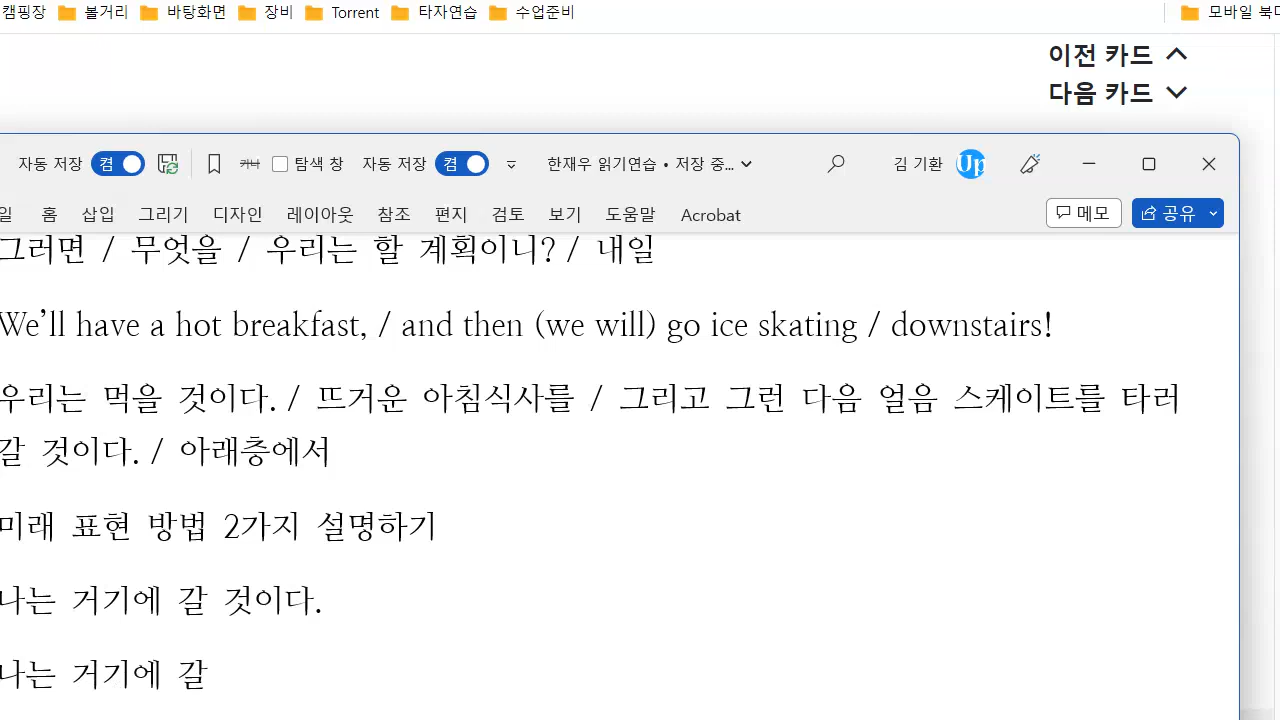 캠핑장 볼거리 바탕화면 장비 Torrent 타자연습 수업준비 모바일 북마
이전 카드
다음 카드
자동 저장 켬 가나 탐색 창 자동 저장 켬 한재우 읽기연습 • 저장 중... 김 기환 Up
일 홈 삽입 그리기 디자인 레이아웃 참조 편지 검토 보기 도움말 Acrobat 메모 공유
그러면 / 무엇을 / 우리는 할 계획이니? / 내일
We'll have a hot breakfast, / and then (we will) go ice skating / downstairs!
우리는 먹을 것이다. / 뜨거운 아침식사를 / 그리고 그런 다음 얼음 스케이트를 타러
갈 것이다. / 아래층에서
미래 표현 방법 2가지 설명하기
나는 거기에 갈 것이다.
나는 거기에 갈